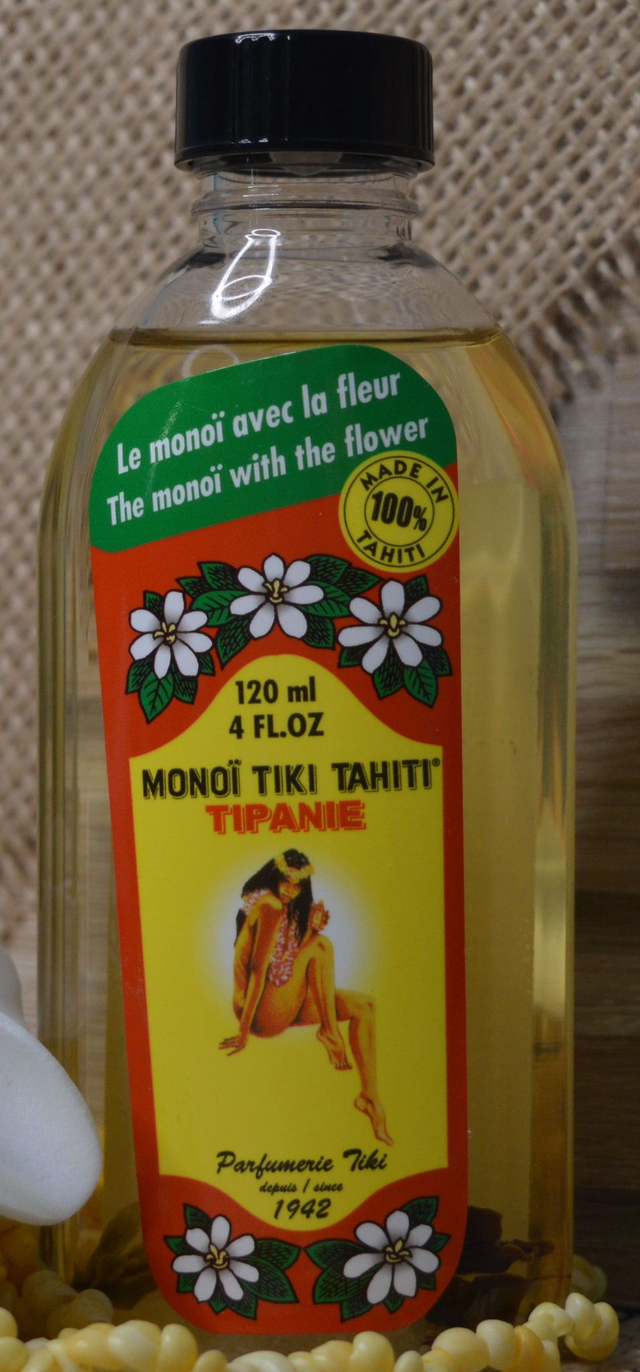 Le monoï avec la fleur
The monoï with the flower
MADE IN
100%
TAHITI
120 ml
4 FL.OZ
MONOÏ TIKI TAHITI®
TIPANIE
Parfumerie Tiki
depuis / since
1942